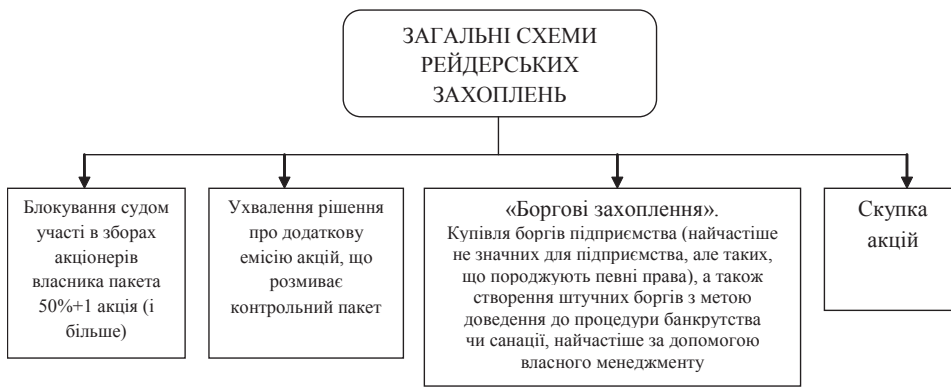 ЗАГАЛЬНІ СХЕМИ
РЕЙДЕРСЬКИХ
ЗАХОПЛЕНЬ
Блокування судом
участі в зборах
акціонерів
власника пакета
50%+1 акція (і
більше)
Ухвалення рішення
про додаткову
емісію акцій, що
розмиває
контрольний пакет
«Боргові захоплення».
Купівля боргів підприємства (найчастіше
не значних для підприємства, але таких,
що породжують певні права), а також
створення штучних боргів з метою
доведення до процедури банкрутства
чи санації, найчастіше за допомогою
власного менеджменту
Скупка
акцій